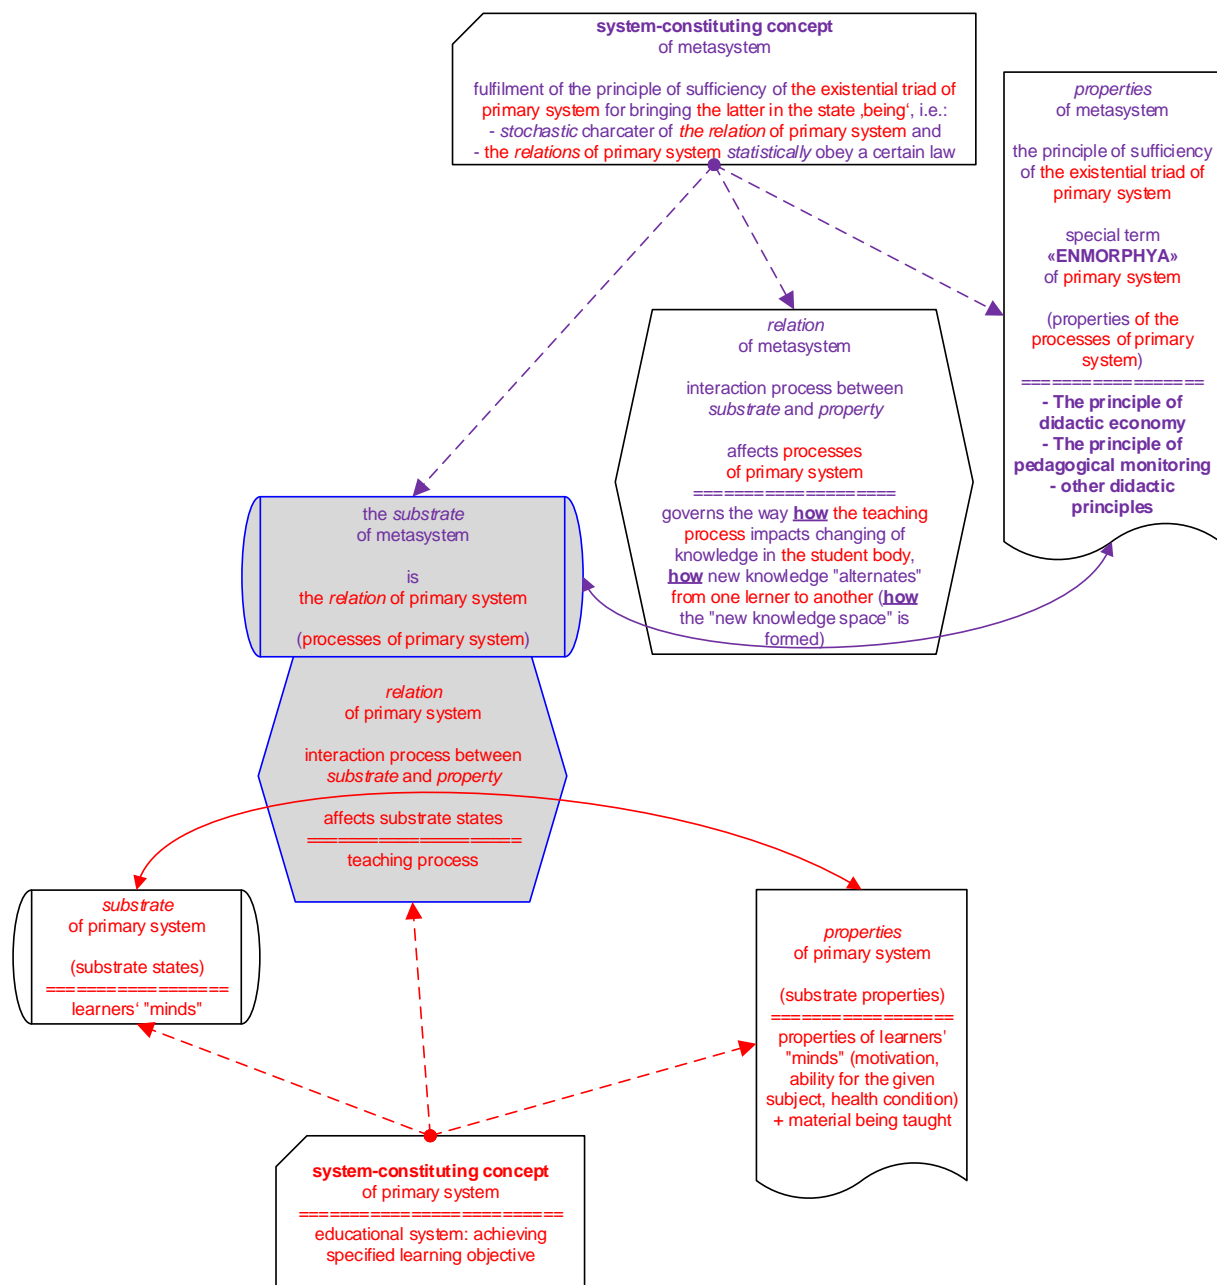 system-constituting concept
of metasystem
fulfilment of the principle of sufficiency of the existential triad of
primary system for bringing the latter in the state ‚being‘, i.e.:
- stochastic charcater of the relation of primary system and
- the relations of primary system statistically obey a certain law
properties
of metasystem
the principle of sufficiency
of the existential triad of
primary system
special term
«ENMORPHYA»
of primary system
(properties of the
processes of primary
system)
==================
- The principle of
didactic economy
- The principle of
pedagogical monitoring
- other didactic
principles
relation
of metasystem
interaction process between
substrate and property
affects processes
of primary system
====================
governs the way how the teaching
process impacts changing of
knowledge in the student body,
how new knowledge "alternates"
from one lerner to another (how
the "new knowledge space" is
formed)
the substrate
of metasystem
is
the relation of primary system
(processes of primary system)
relation
of primary system
interaction process between
substrate and property
affects substrate states
=====================
teaching process
substrate
of primary system
(substrate states)
==================
learners‘ "minds"
properties
of primary system
(substrate properties)
=================
properties of learners'
"minds" (motivation,
ability for the given
subject, health condition)
+ material being taught
system-constituting concept
of primary system
==========================
educational system: achieving
specified learning objective